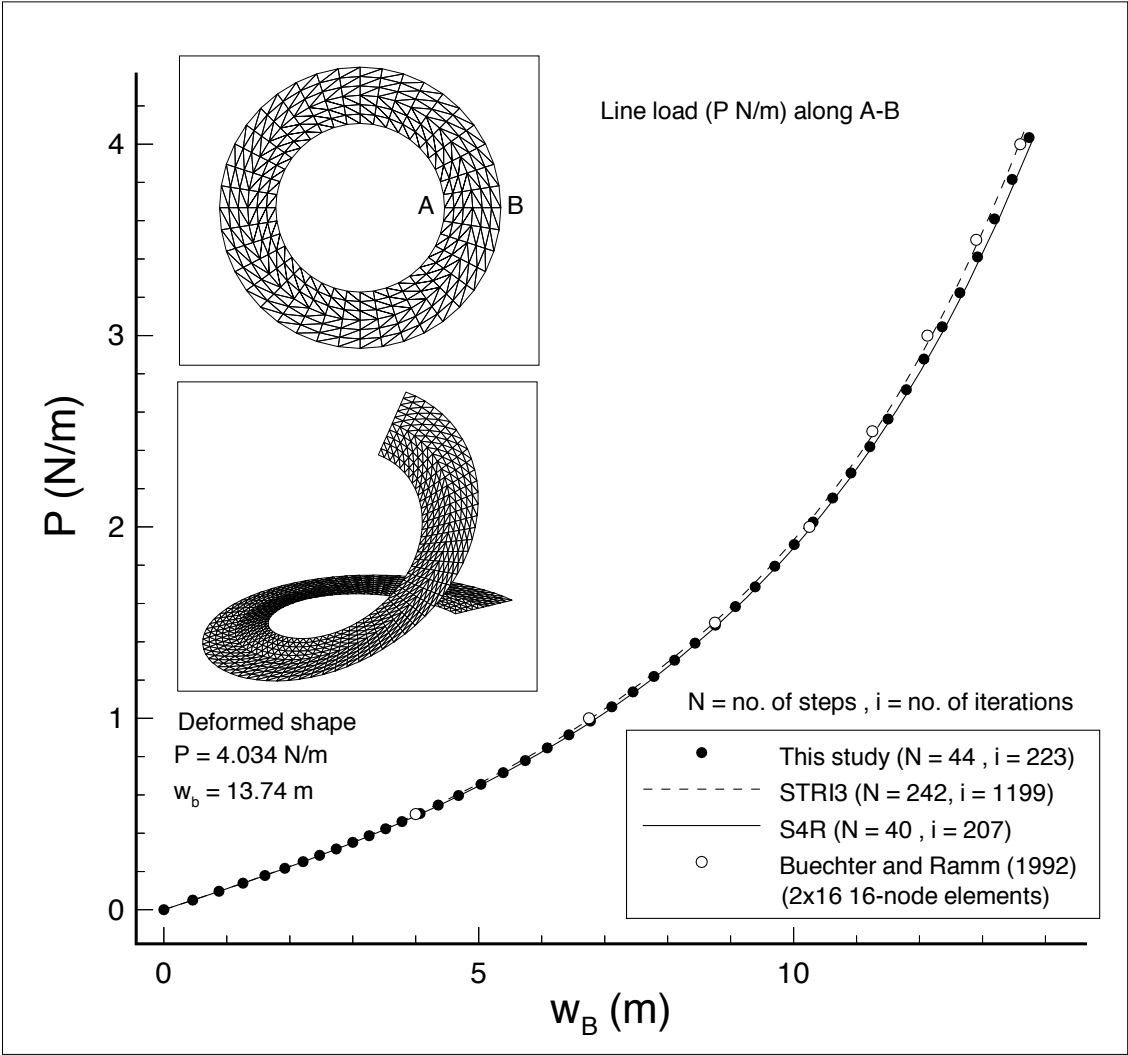 Line load (P N/m) along A-B
A B
4
3
2
1
0
P (N/m)
Deformed shape
P = 4.034 N/m
w_b = 13.74 m
N = no. of steps , i = no. of iterations
This study (N = 44 , i = 223)
STRI3 (N = 242, i = 1199)
S4R (N = 40 , i = 207)
Buechter and Ramm (1992)
(2x16 16-node elements)
0 5 10
w_B (m)